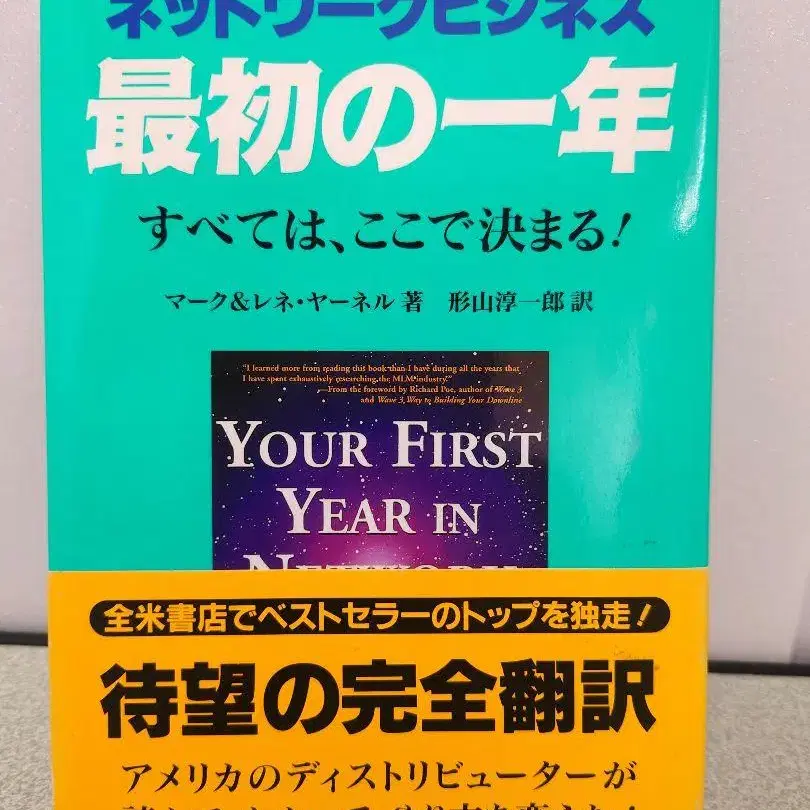 ネットワークビジネス
最初の一年
すべては、ここで決まる!
マーク&レネ・ヤーネル 著 形山淳一郎 訳
"I learned more from reading this book than I have during all the years that
I have spent exhaustively researching the MLM industry."
—From the foreword by Richard Poe, author of Wave 3
and Wave 3, Way to Building Your Downline
YOUR FIRST
YEAR IN
NETWORK
全米書店でベストセラーのトップを独走!
待望の完全翻訳
アメリカのディストリビューターが